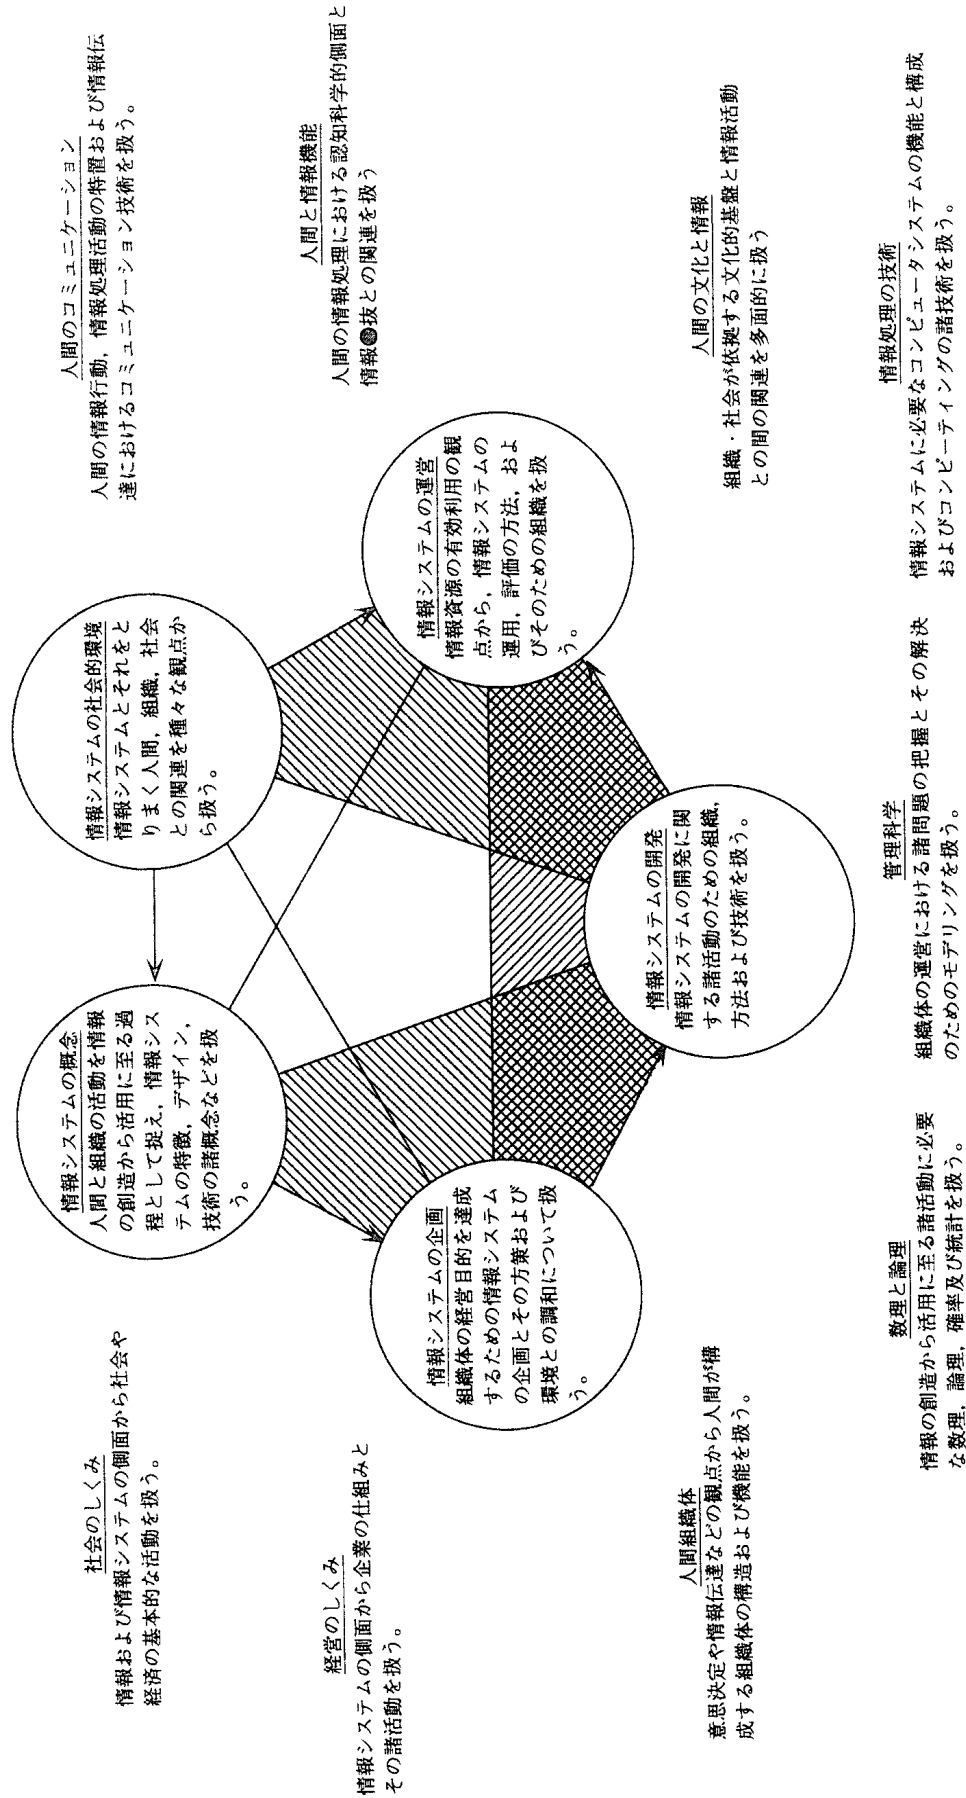 社会のしくみ
情報および情報システムの側面から社会や
経済の基本的な活動を扱う。
人間のコミュニケーション
人間の情報行動，情報処理活動の特置および情報伝
達におけるコミュニケーション技術を扱う。
情報システムの概念
人間と組織の活動を情報
の創造から活用に至る過
程として捉え，情報シス
テムの特徴，デザイン，
技術の諸概念などを扱
う。
情報システムの社会的環境
情報システムとそれをと
りまく人間，組織，社会
との関連を種々な観点か
ら扱う。
経営のしくみ
情報システムの側面から企業の仕組みと
その諸活動を扱う。
人間と情報機能
人間の情報処理における認知科学的側面と
情報 抜との関連を扱う
情報システムの企画
組織体の経営目的を達成
するための情報システム
の企画とその方策および
環境との調和について扱
う。
情報システムの運営
情報資源の有効利用の観
点から，情報システムの
運用，評価の方法，およ
びそのための組織を扱
う。
人間組織体
意思決定や情報伝達などの観点から人間が構
成する組織体の構造および機能を扱う。
情報システムの開発
情報システムの開発に関
する諸活動のための組織，
方法および技術を扱う。
人間の文化と情報
組織・社会が依拠する文化的基盤と情報活動
との間の関連を多面的に扱う
数理と論理
情報の創造から活用に至る諸活動に必要
な数理，論理，確率及び統計を扱う。
管理科学
組織体の運営における諸問題の把握とその解決
のためのモデリングを扱う。
情報処理の技術
情報システムに必要なコンピュータシステムの機能と構成
およびコンピーティングの諸技術を扱う。